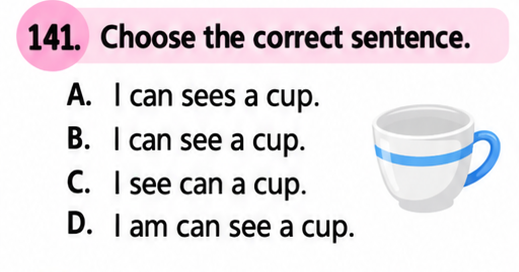 141. Choose the correct sentence.
A. I can sees a cup.
B. I can see a cup.
C. I see can a cup.
D. I am can see a cup.